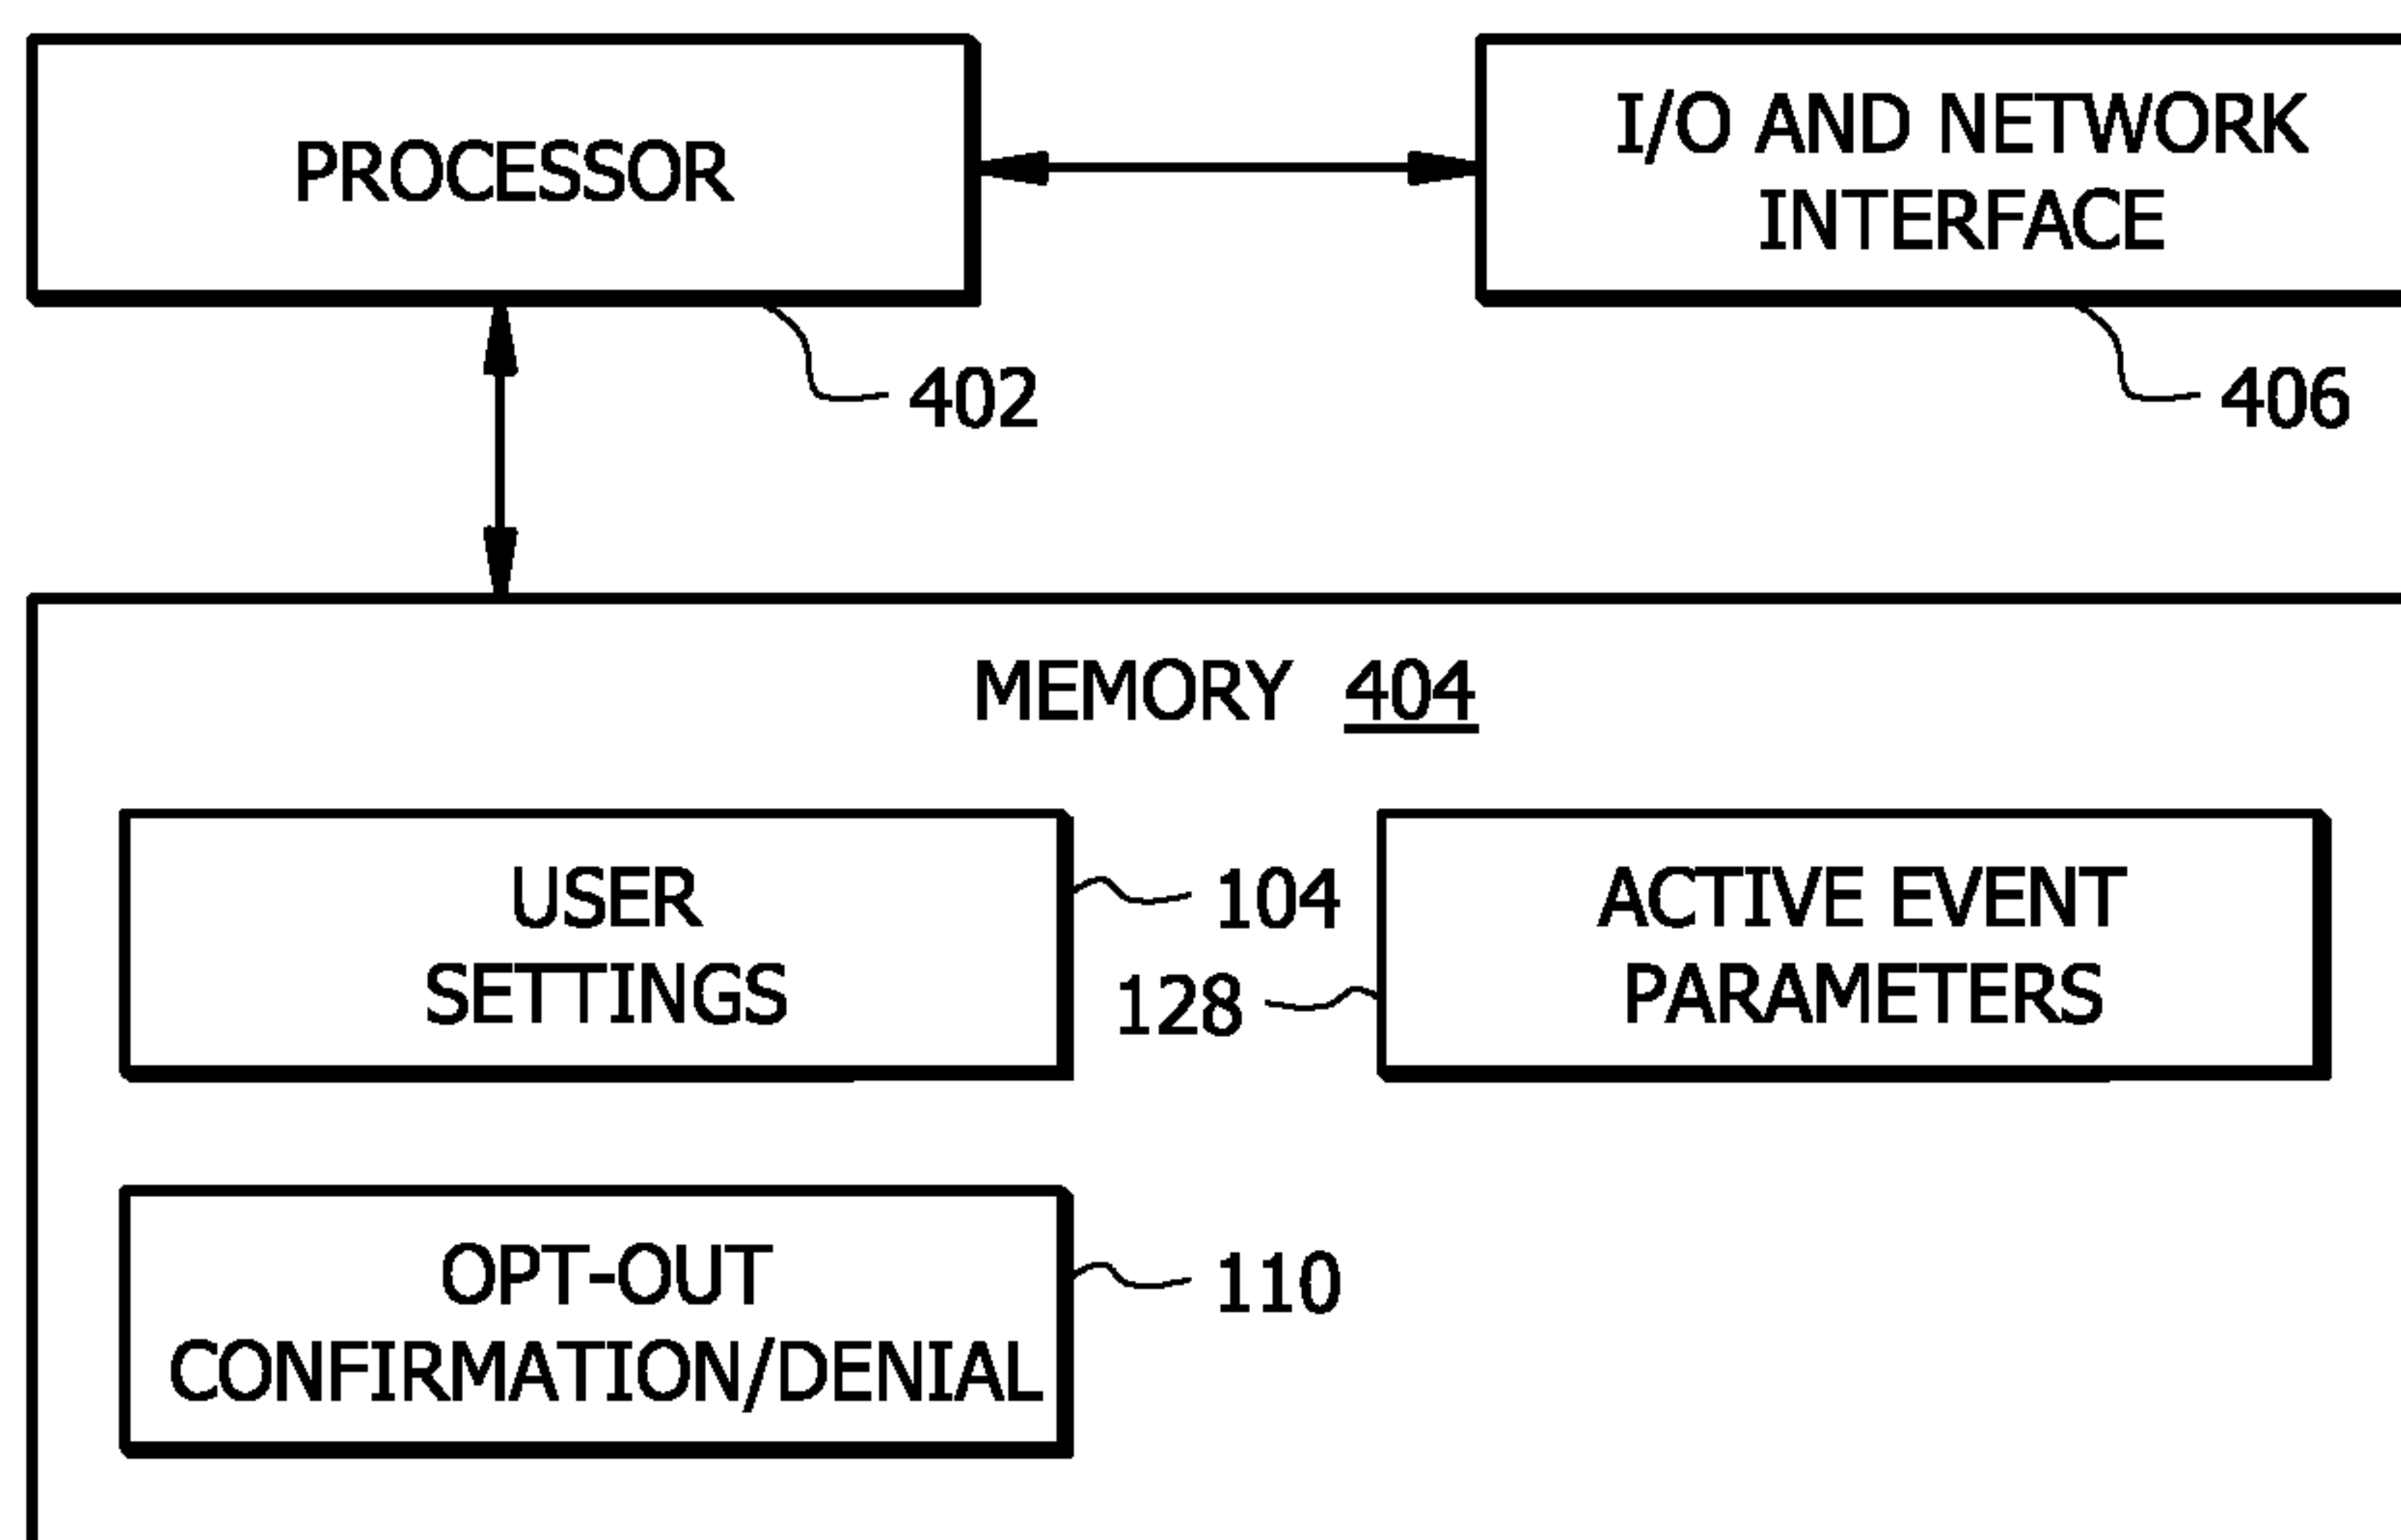 PROCESSOR
I/O AND NETWORK
INTERFACE
402
406
MEMORY 404
USER
SETTINGS
104
128
ACTIVE EVENT
PARAMETERS
OPT-OUT
CONFIRMATION/DENIAL
110